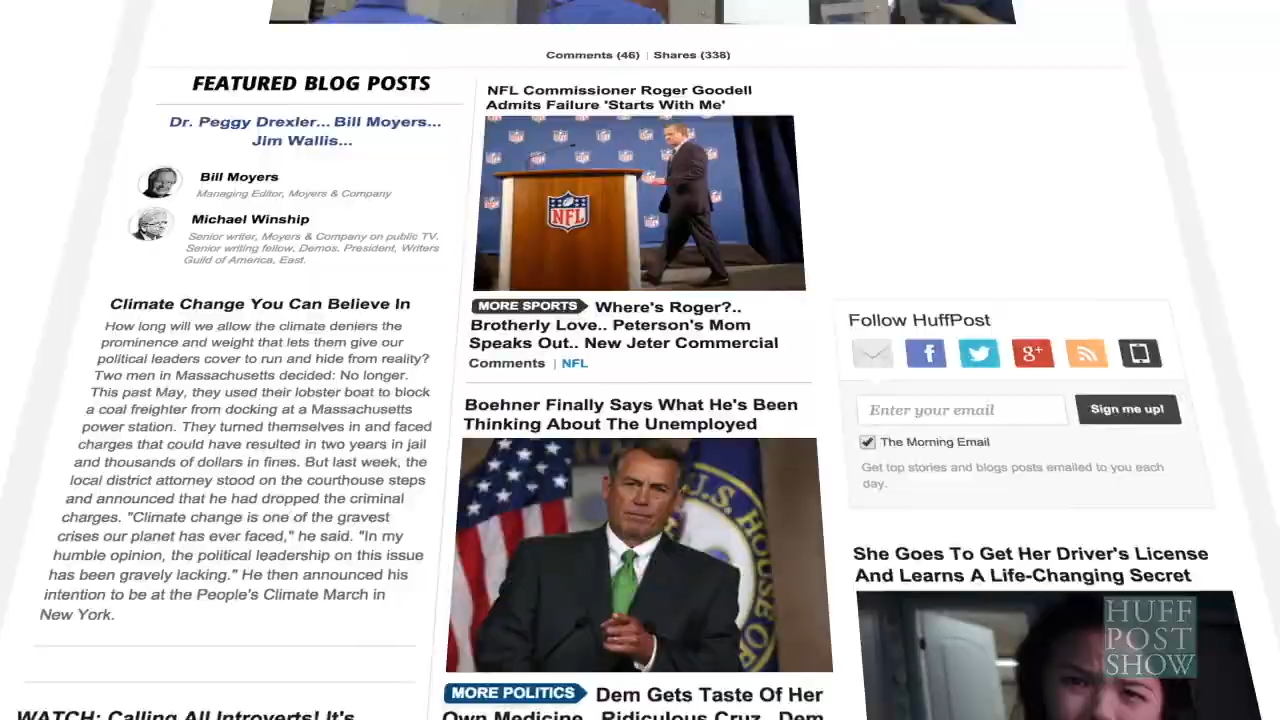 Comments (46) | Shares (338)
FEATURED BLOG POSTS
Dr. Peggy Drexler... Bill Moyers...
Jim Wallis...
Bill Moyers
Managing Editor, Moyers & Company
Michael Winship
Senior writer, Moyers & Company on public TV.
Senior writing fellow, Demos. President, Writers
Guild of America, East.
Climate Change You Can Believe In
How long will we allow the climate deniers the
prominence and weight that lets them give our
political leaders cover to run and hide from reality?
Two men in Massachusetts decided: No longer.
This past May, they used their lobster boat to block
a coal freighter from docking at a Massachusetts
power station. They turned themselves in and faced
charges that could have resulted in two years in jail
and thousands of dollars in fines. But last week, the
local district attorney stood on the courthouse steps
and announced that he had dropped the criminal
charges. "Climate change is one of the gravest
crises our planet has ever faced," he said. "In my
humble opinion, the political leadership on this issue
has been gravely lacking." He then announced his
intention to be at the People's Climate March in
New York.
WATCH: Calling All Introverts! It's
NFL Commissioner Roger Goodell
Admits Failure 'Starts With Me'
NFL
MORE SPORTS Where's Roger?..
Brotherly Love.. Peterson's Mom
Speaks Out.. New Jeter Commercial
Comments | NFL
Boehner Finally Says What He's Been
Thinking About The Unemployed
U.S. HOUSE OF
MORE POLITICS Dem Gets Taste Of Her
Own Medicine.. Ridiculous Cruz.. Dem
Follow HuffPost
f
g+
Enter your email
Sign me up!
The Morning Email
Get top stories and blogs posts emailed to you each
day.
She Goes To Get Her Driver's License
And Learns A Life-Changing Secret
HUFF
POST
SHOW